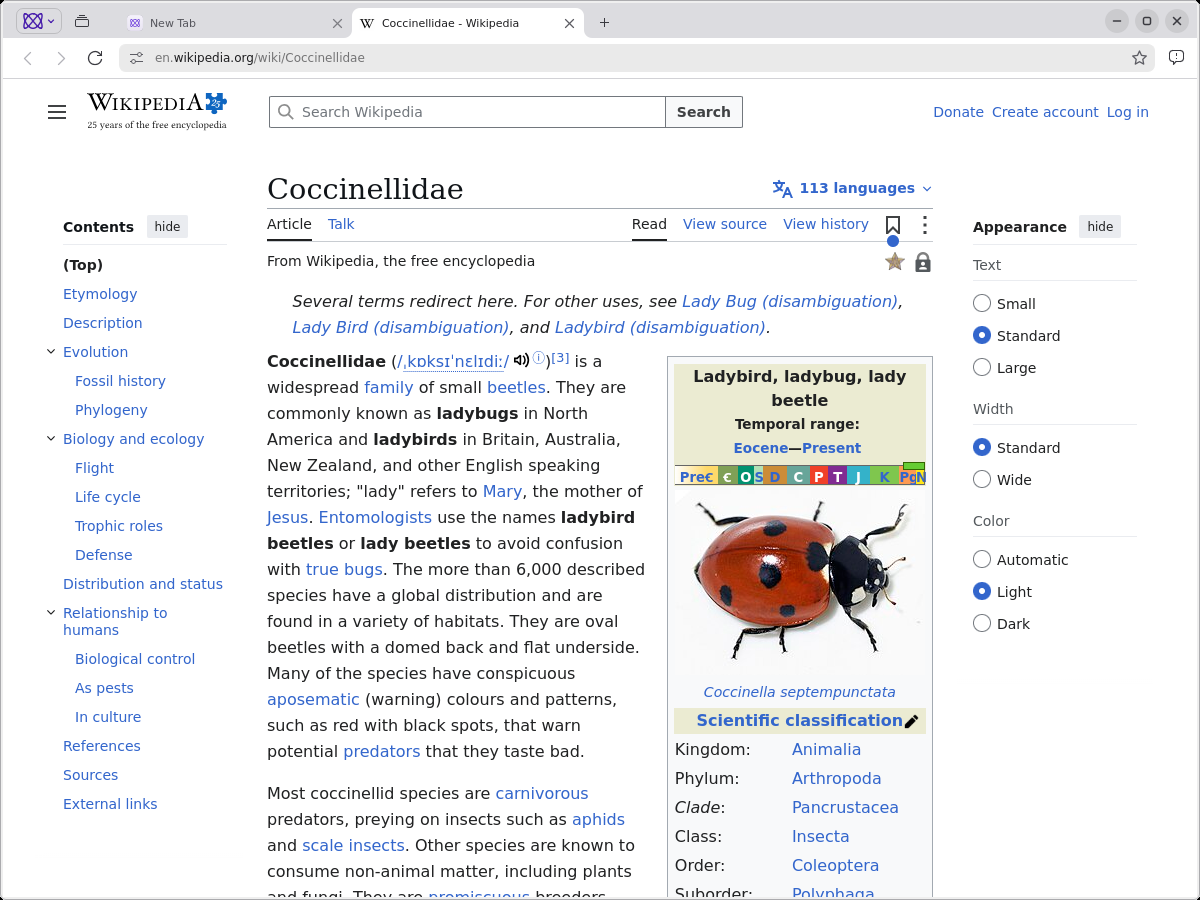 New Tab
Coccinellidae - Wikipedia
en.wikipedia.org/wiki/Coccinellidae
WIKIPEDIA 25
25 years of the free encyclopedia
Search Wikipedia
Search
Donate Create account Log in
Coccinellidae
113 languages
Article Talk
Read View source View history
From Wikipedia, the free encyclopedia
Contents hide
(Top)
Etymology
Description
Evolution
Fossil history
Phylogeny
Biology and ecology
Flight
Life cycle
Trophic roles
Defense
Distribution and status
Relationship to
humans
Biological control
As pests
In culture
References
Sources
External links
Several terms redirect here. For other uses, see Lady Bug (disambiguation),
Lady Bird (disambiguation), and Ladybird (disambiguation).
Coccinellidae (/ˌkɒksɪˈnɛlɪdiː/ ⓘ)[3] is a
widespread family of small beetles. They are
commonly known as ladybugs in North
America and ladybirds in Britain, Australia,
New Zealand, and other English speaking
territories; "lady" refers to Mary, the mother of
Jesus. Entomologists use the names ladybird
beetles or lady beetles to avoid confusion
with true bugs. The more than 6,000 described
species have a global distribution and are
found in a variety of habitats. They are oval
beetles with a domed back and flat underside.
Many of the species have conspicuous
aposematic (warning) colours and patterns,
such as red with black spots, that warn
potential predators that they taste bad.
Most coccinellid species are carnivorous
predators, preying on insects such as aphids
and scale insects. Other species are known to
consume non-animal matter, including plants
and fungi. They are promiscuous breeders,
Ladybird, ladybug, lady
beetle
Temporal range:
Eocene—Present
PreꞒ Ꞓ O S D C P T J K Pg N
Coccinella septempunctata
Scientific classification
Kingdom: Animalia
Phylum: Arthropoda
Clade: Pancrustacea
Class: Insecta
Order: Coleoptera
Suborder: Polyphaga
Appearance hide
Text
Small
Standard
Large
Width
Standard
Wide
Color
Automatic
Light
Dark